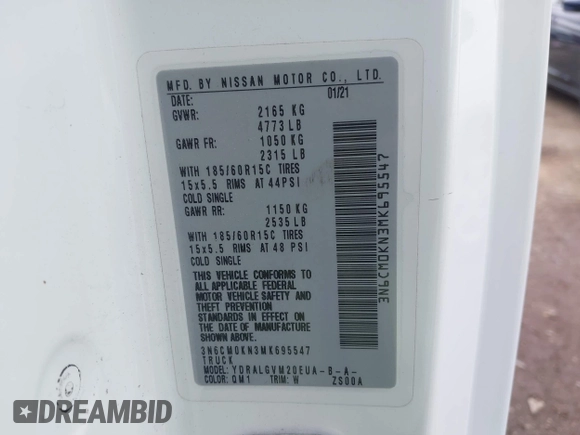 MFD. BY NISSAN MOTOR CO., LTD.
DATE: 01/21
GVWR: 2165 KG
4773 LB
GAWR FR: 1050 KG
2315 LB
WITH 185/60R15C TIRES
15x5.5 RIMS AT 44PSI
COLD SINGLE
GAWR RR: 1150 KG
2535 LB
WITH 185/60R15C TIRES
15x5.5 RIMS AT 48 PSI
COLD SINGLE
THIS VEHICLE CONFORMS TO
ALL APPLICABLE FEDERAL
MOTOR VEHICLE SAFETY AND
THEFT PREVENTION
STANDARDS IN EFFECT ON
THE DATE OF MANUFACTURE
SHOWN ABOVE.
3N6CM0KN3MK695547
TRUCK
MODEL: YDRALGVM20EUA-B-A-
COLOR: QM1 TRIM: W ZS00A
3N6CM0KN3MK695547
DEALERHISTORY.com